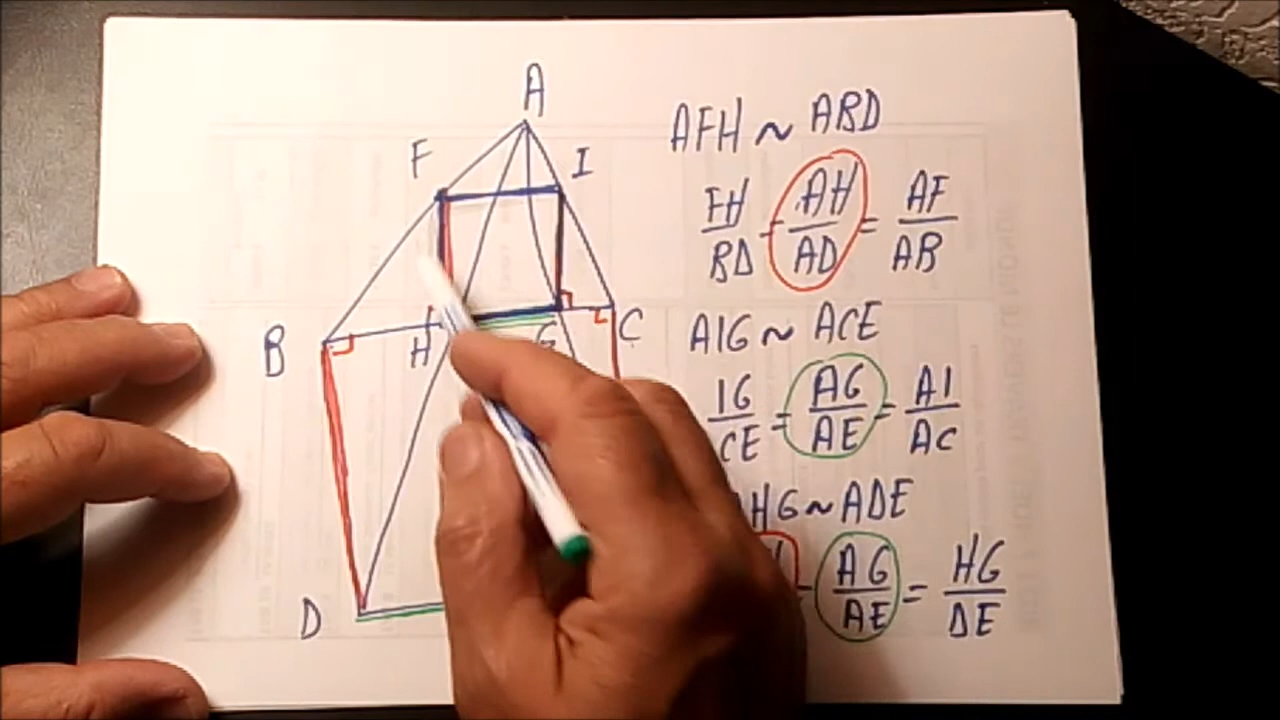 A
F I
B H G C
D
AFH ~ ABD
FH/BD = AH/AD = AF/AB
AIG ~ ACE
IG/CE = AG/AE = AI/AC
HG ~ ADE
= AG/AE = HG/DE